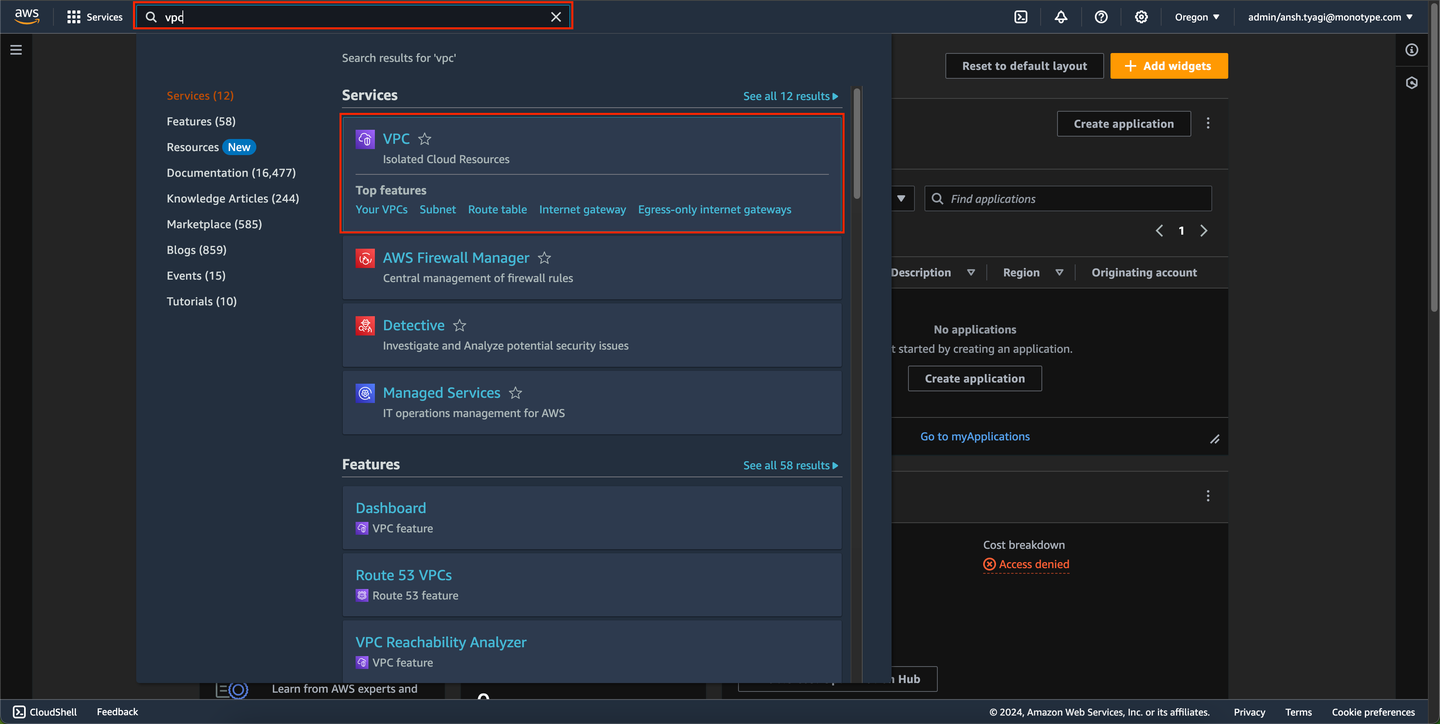 aws
Services
vpc
Oregon
admin/ansh.tyagi@monotype.com
Search results for 'vpc'
Services (12)
Features (58)
Resources New
Documentation (16,477)
Knowledge Articles (244)
Marketplace (585)
Blogs (859)
Events (15)
Tutorials (10)
Services
See all 12 results
VPC
Isolated Cloud Resources
Top features
Your VPCs Subnet Route table Internet gateway Egress-only internet gateways
AWS Firewall Manager
Central management of firewall rules
Detective
Investigate and Analyze potential security issues
Managed Services
IT operations management for AWS
Features
See all 58 results
Dashboard
VPC feature
Route 53 VPCs
Route 53 feature
VPC Reachability Analyzer
VPC feature
Reset to default layout
Add widgets
Create application
Find applications
1
Description Region Originating account
No applications
t started by creating an application.
Create application
Go to myApplications
Cost breakdown
Access denied
Learn from AWS experts and
Hub
CloudShell Feedback
© 2024, Amazon Web Services, Inc. or its affiliates. Privacy Terms Cookie preferences